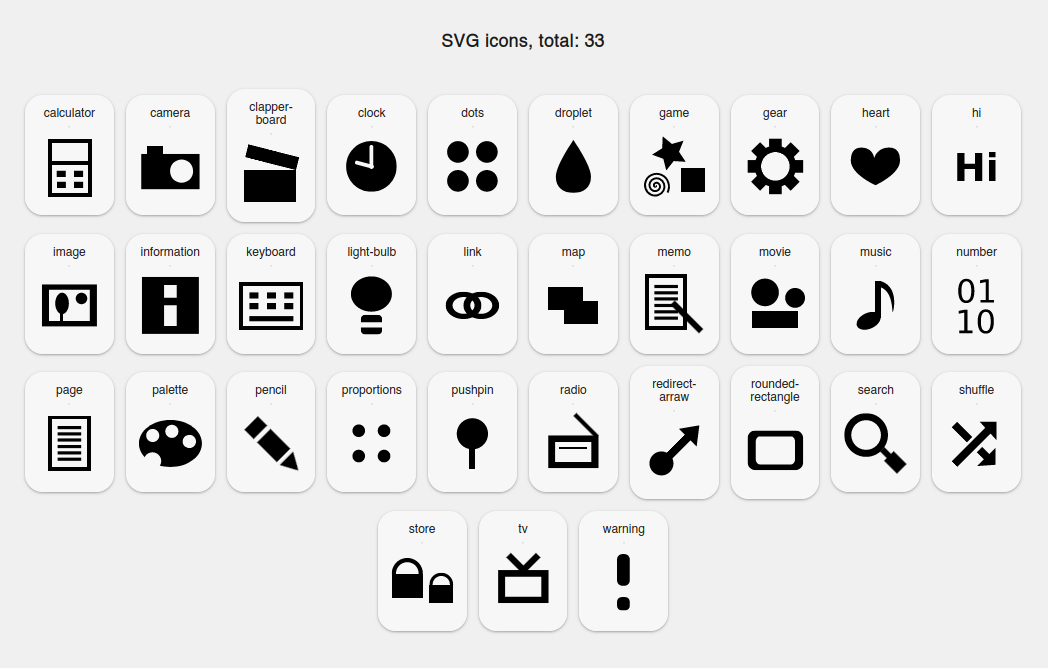 SVG icons, total: 33
calculator
camera
clapper-
board
clock
dots
droplet
game
gear
heart
hi
Hi
image
information
keyboard
light-bulb
link
map
memo
movie
music
number
01
10
page
palette
pencil
proportions
pushpin
radio
redirect-
arraw
rounded-
rectangle
search
shuffle
store
tv
warning